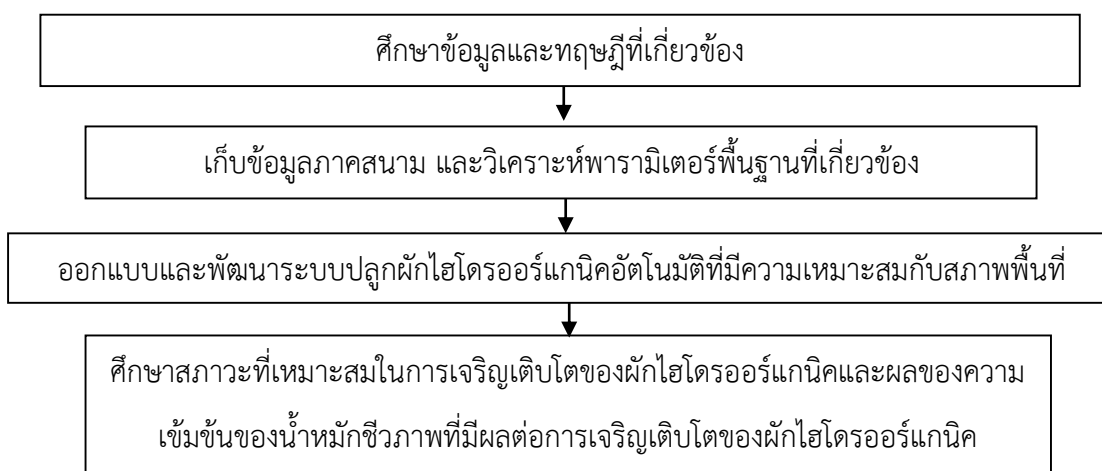 ศึกษาข้อมูลและทฤษฎีที่เกี่ยวข้อง
เก็บข้อมูลภาคสนาม และวิเคราะห์พารามิเตอร์พื้นฐานที่เกี่ยวข้อง
ออกแบบและพัฒนาระบบปลูกผักไฮโดรออร์แกนิคอัตโนมัติที่มีความเหมาะสมกับสภาพพื้นที่
ศึกษาสภาวะที่เหมาะสมในการเจริญเติบโตของผักไฮโดรออร์แกนิคและผลของความ
เข้มข้นของน้ำหมักชีวภาพที่มีผลต่อการเจริญเติบโตของผักไฮโดรออร์แกนิค